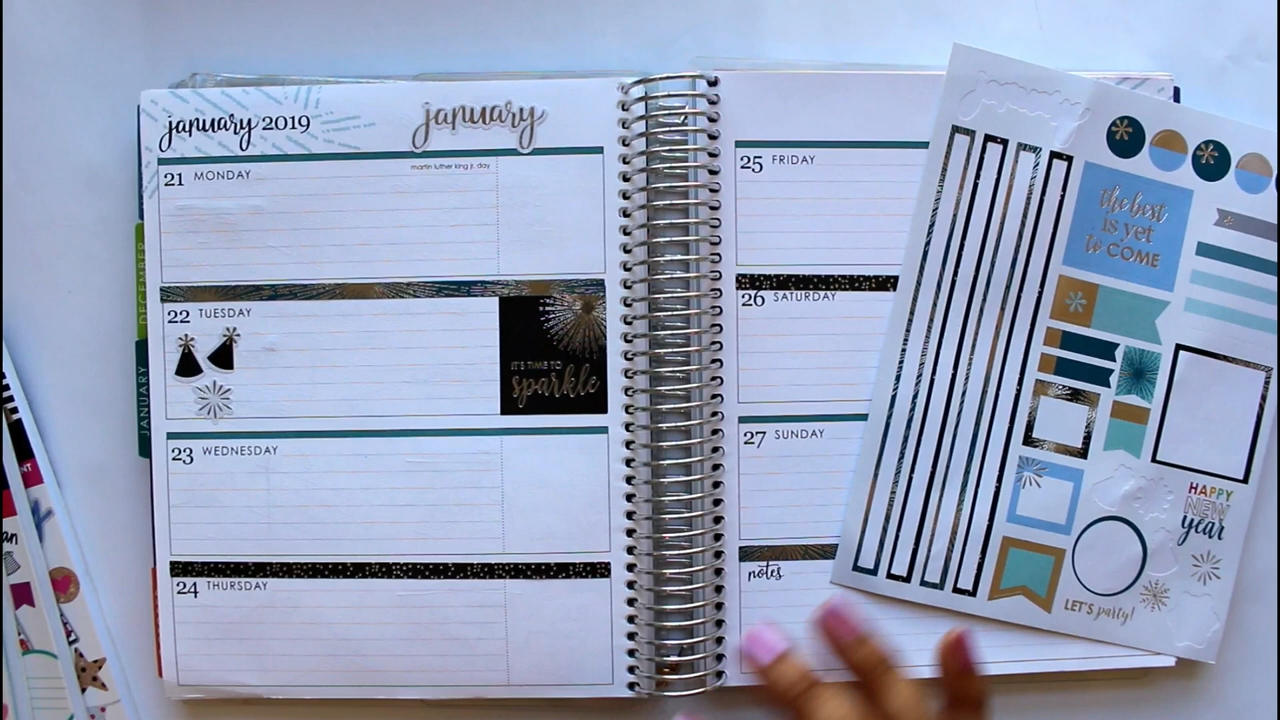 january 2019
january
21 MONDAY
martin luther king jr. day
22 TUESDAY
IT'S TIME TO
sparkle
23 WEDNESDAY
24 THURSDAY
25 FRIDAY
26 SATURDAY
27 SUNDAY
notes
the best
is yet
to COME
HAPPY
NEW
year
LET'S party!
DECEMBER
JANUARY